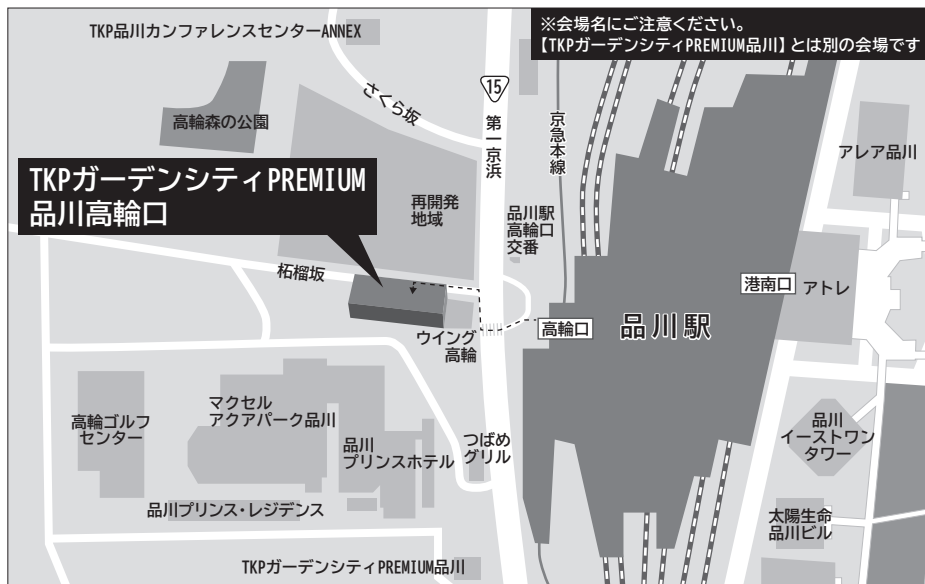 ※会場名にご注意ください。
【TKPガーデンシティPREMIUM品川】とは別の会場です
TKP品川カンファレンスセンターANNEX
15
第一京浜
さくら坂
京急本線
高輪森の公園
アレア品川
TKPガーデンシティPREMIUM
品川高輪口
再開発
地域
品川駅
高輪口
交番
柘榴坂
港南口
アトレ
ウイング
高輪
高輪口
品川駅
高輪ゴルフ
センター
マクセル
アクアパーク品川
品川
プリンスホテル
つばめ
グリル
品川
イーストワン
タワー
品川プリンス・レジデンス
太陽生命
品川ビル
TKPガーデンシティPREMIUM品川